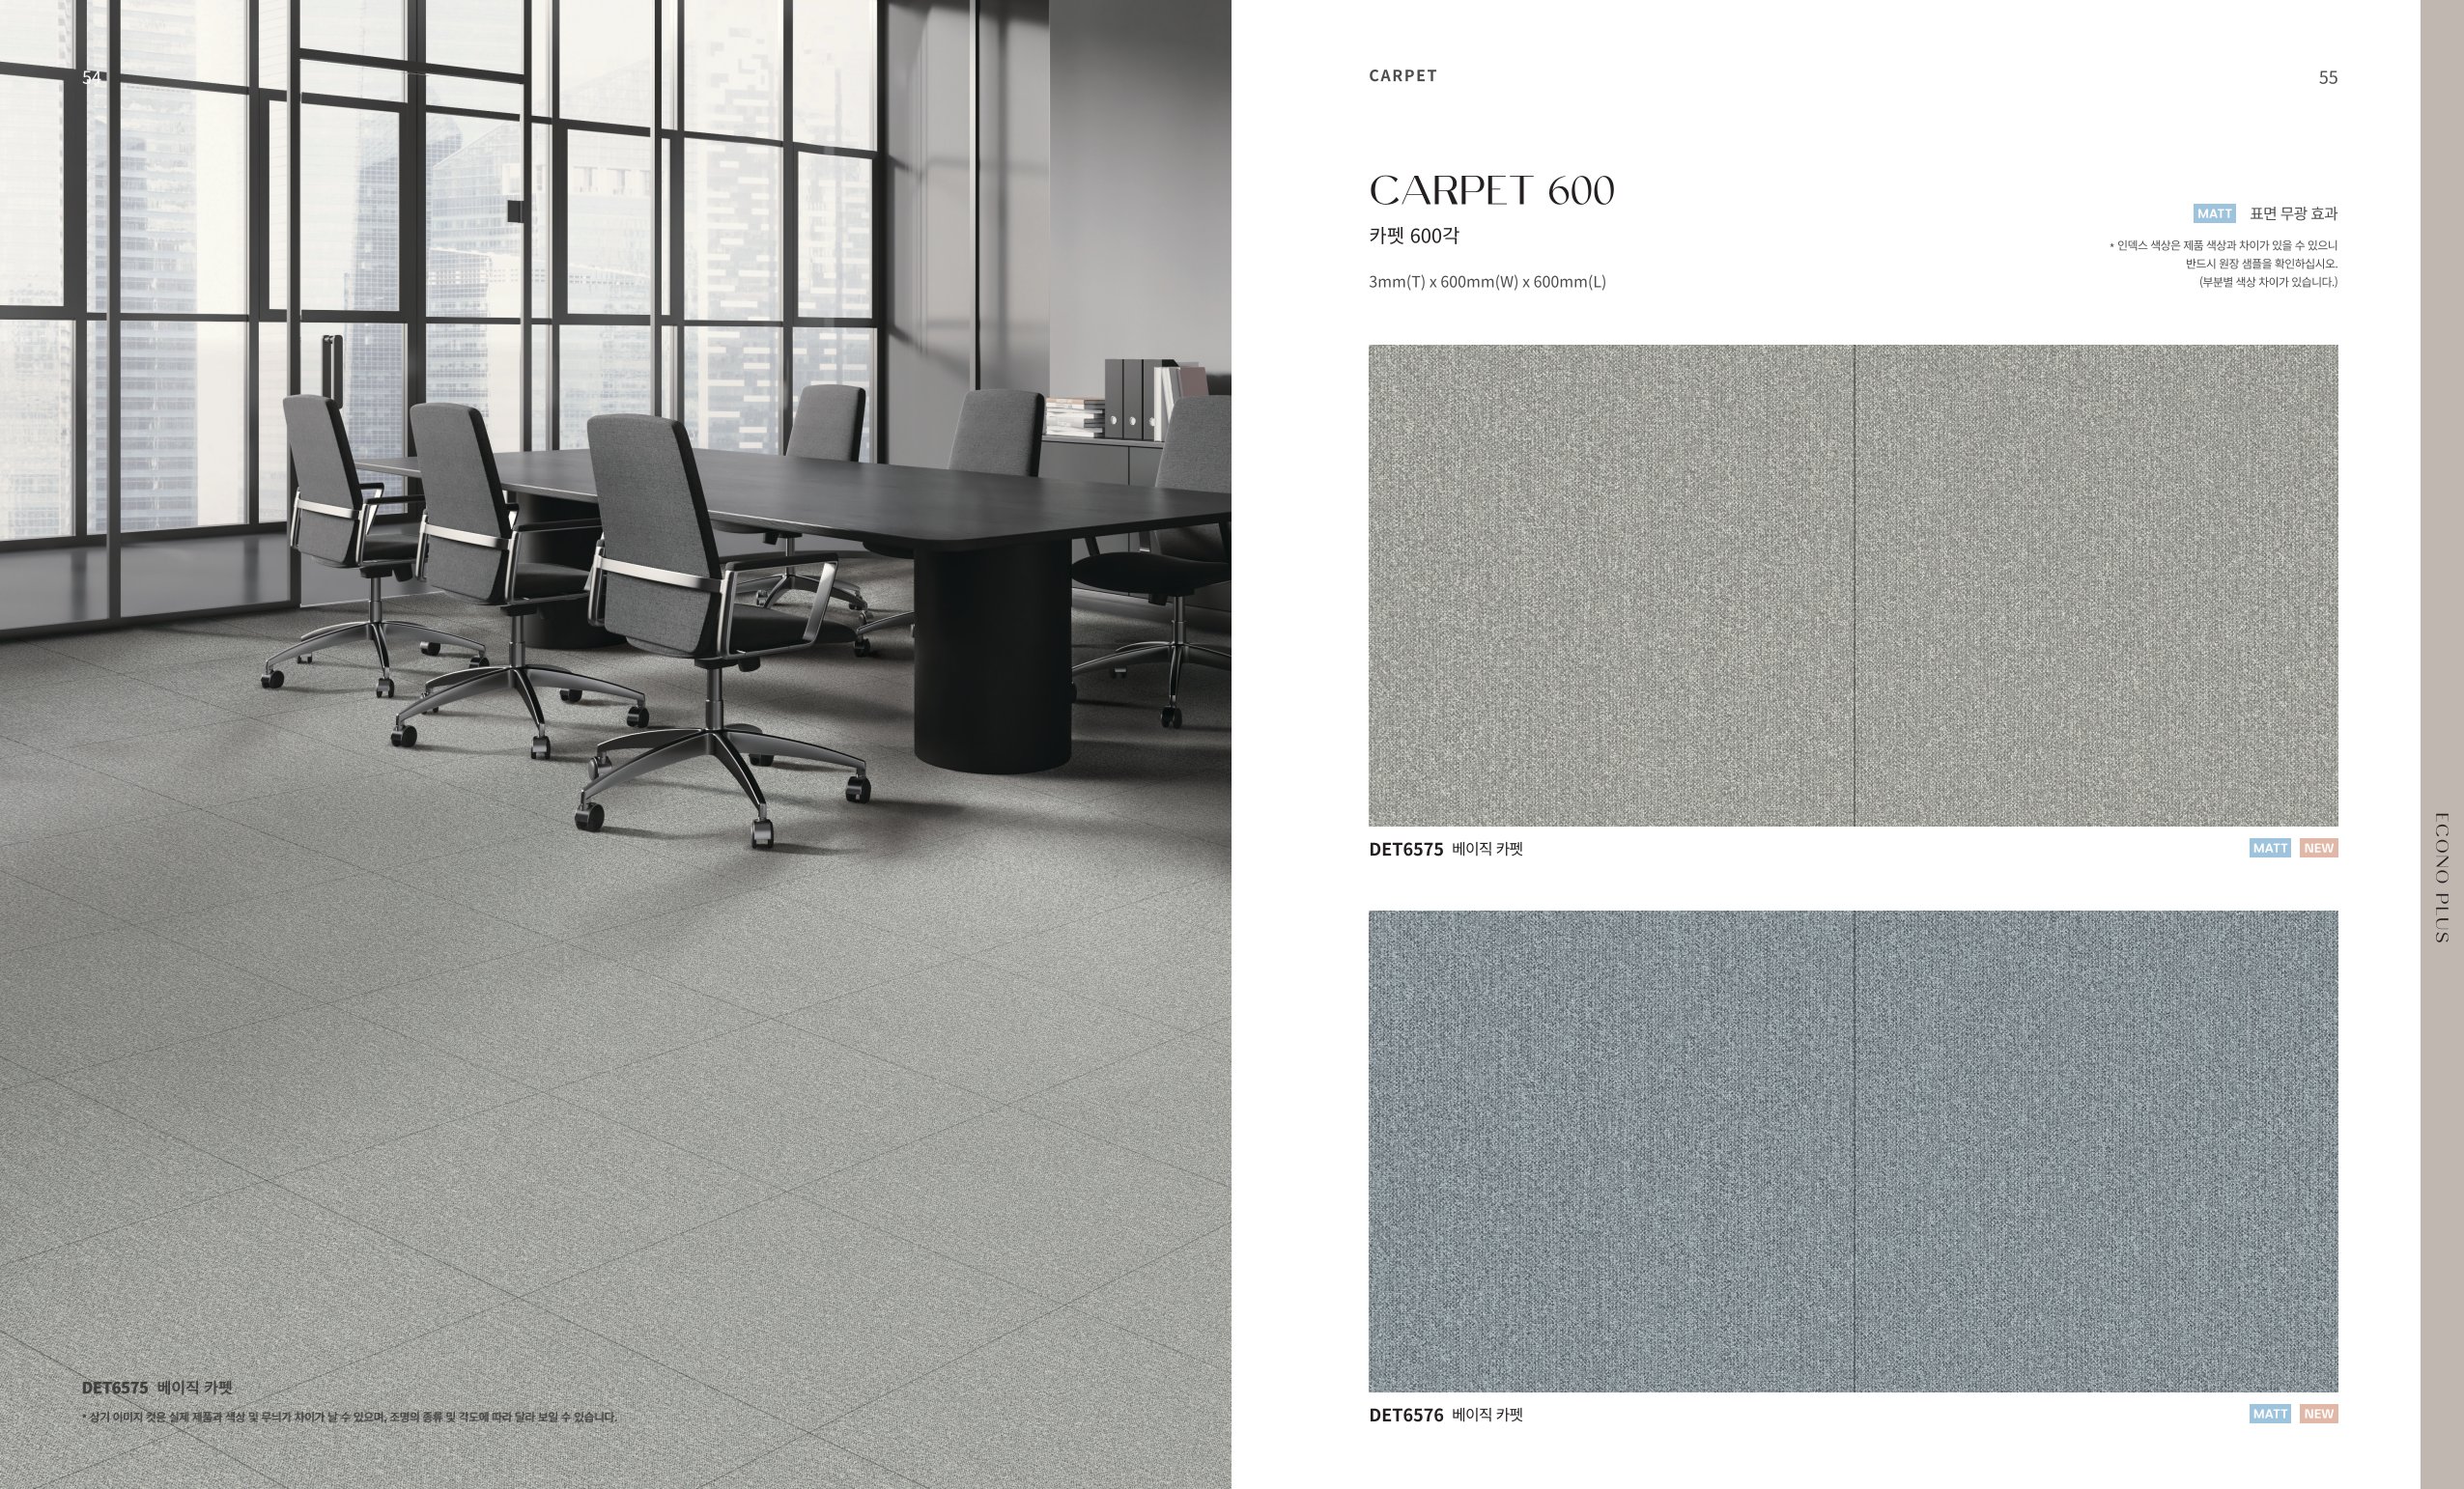 54
DET6575 베이직 카펫
* 상기 이미지 컷은 실제 제품과 색상 및 무늬가 차이가 날 수 있으며, 조명의 종류 및 각도에 따라 달라 보일 수 있습니다.
CARPET
55
CARPET 600
카펫 600각
3mm(T) x 600mm(W) x 600mm(L)
MATT 표면 무광 효과
* 인덱스 색상은 제품 색상과 차이가 있을 수 있으니
반드시 원장 샘플을 확인하십시오.
(부분별 색상 차이가 있습니다.)
DET6575 베이직 카펫 MATT NEW
DET6576 베이직 카펫 MATT NEW
ECONO PLUS